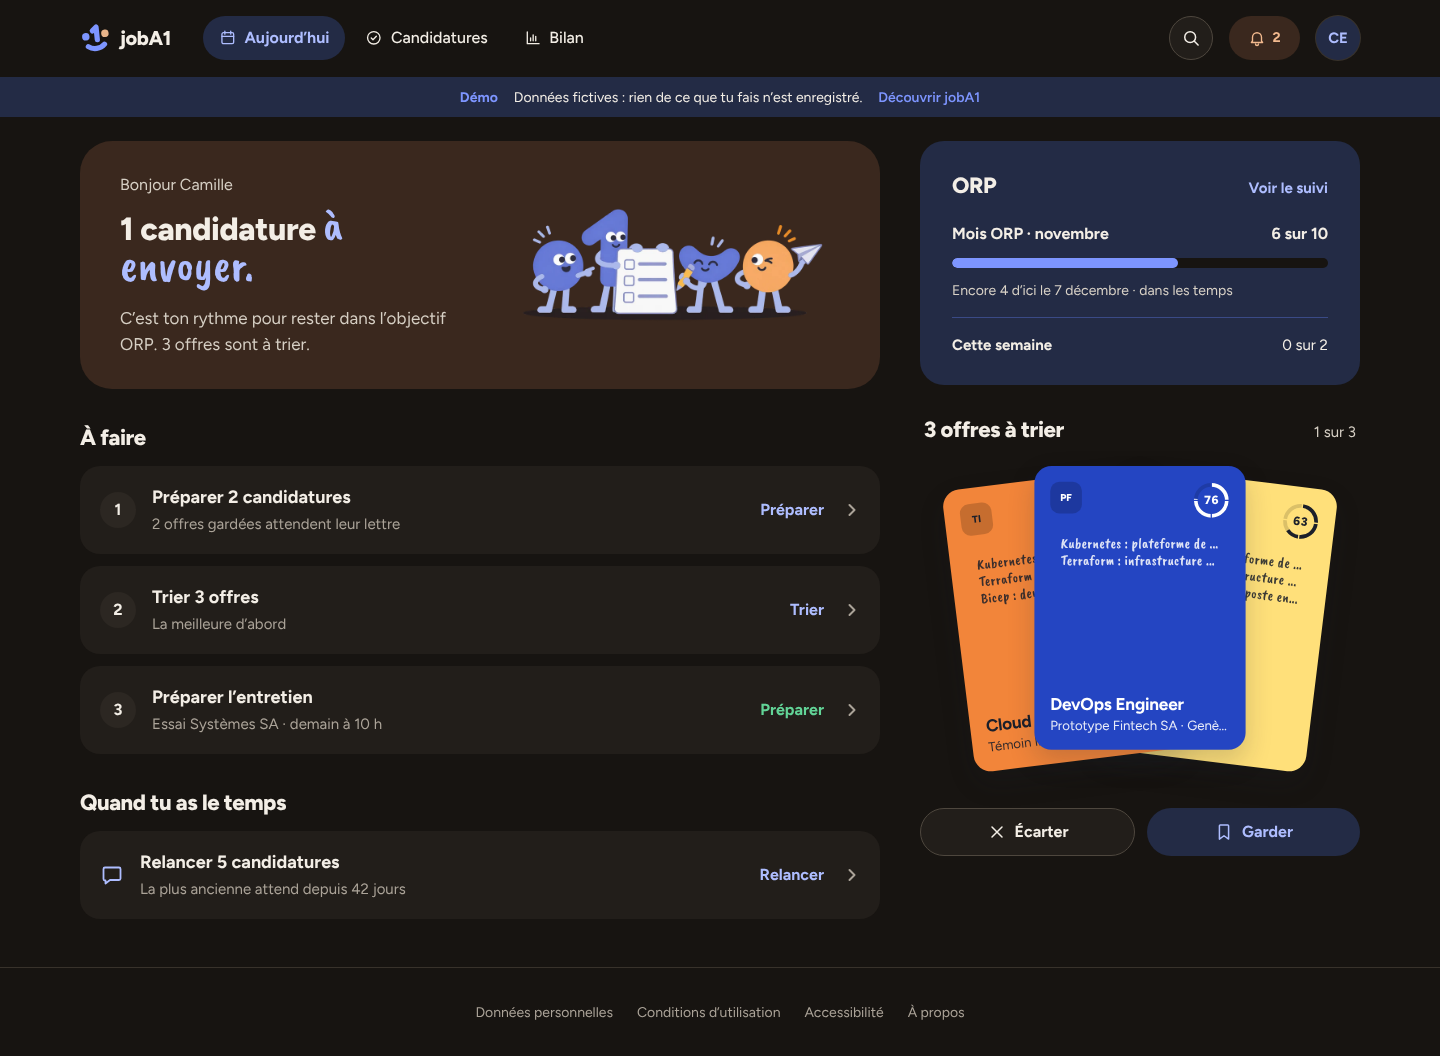 jobA1
Aujourd’hui
Candidatures
Bilan
2
CE
Démo Données fictives : rien de ce que tu fais n’est enregistré. Découvrir jobA1
Bonjour Camille
1 candidature à
envoyer.
C’est ton rythme pour rester dans l’objectif
ORP. 3 offres sont à trier.
ORP
Voir le suivi
Mois ORP · novembre
6 sur 10
Encore 4 d’ici le 7 décembre · dans les temps
Cette semaine
0 sur 2
À faire
1
Préparer 2 candidatures
2 offres gardées attendent leur lettre
Préparer
2
Trier 3 offres
La meilleure d’abord
Trier
3
Préparer l’entretien
Essai Systèmes SA · demain à 10 h
Préparer
Quand tu as le temps
Relancer 5 candidatures
La plus ancienne attend depuis 42 jours
Relancer
3 offres à trier
1 sur 3
TI
Kubernetes
Terraform
Bicep :
Cloud
Témoin
PF
76
Kubernetes : plateforme de ...
Terraform : infrastructure ...
DevOps Engineer
Prototype Fintech SA · Genè...
63
forme de ...
ructure ...
poste en...
Écarter
Garder
Données personnelles
Conditions d’utilisation
Accessibilité
À propos